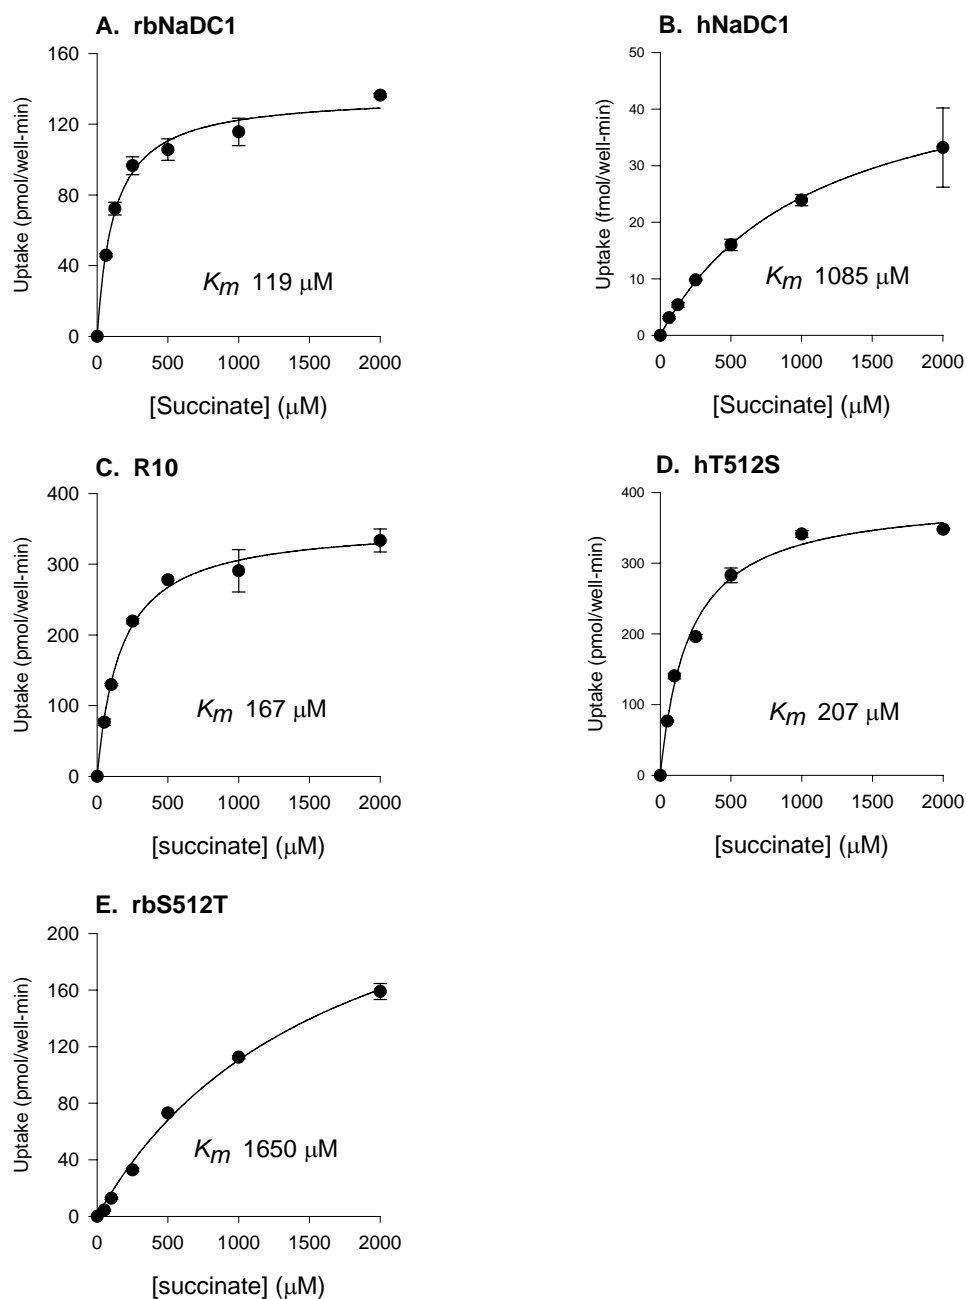 A. rbNaDC1
Uptake (pmol/well-min)
160
120
80
40
0
Km 119 μM
0 500 1000 1500 2000
[Succinate] (μM)
B. hNaDC1
Uptake (fmol/well-min)
50
40
30
20
10
0
Km 1085 μM
0 500 1000 1500 2000
[Succinate] (μM)
C. R10
Uptake (pmol/well-min)
400
300
200
100
0
Km 167 μM
0 500 1000 1500 2000
[succinate] (μM)
D. hT512S
Uptake (pmol/well-min)
400
300
200
100
0
Km 207 μM
0 500 1000 1500 2000
[succinate] (μM)
E. rbS512T
Uptake (pmol/well-min)
200
160
120
80
40
0
Km 1650 μM
0 500 1000 1500 2000
[succinate] (μM)